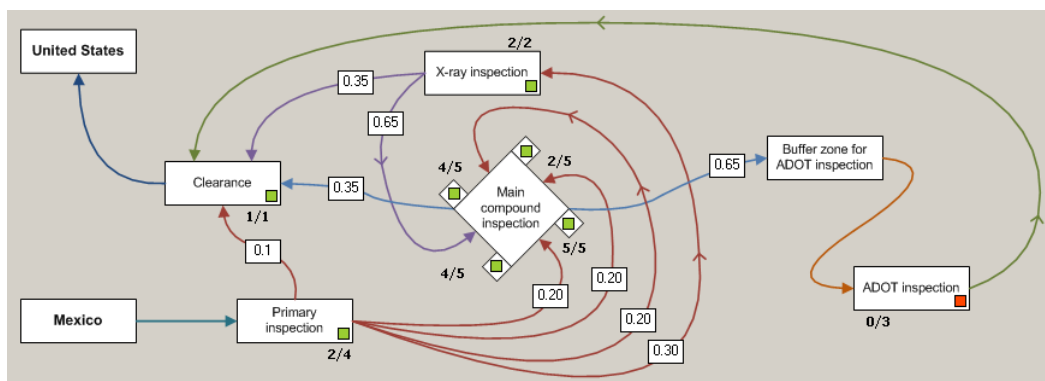 United States
2/2
X-ray inspection
0.35
0.65
4/5
2/5
Buffer zone for
ADOT inspection
0.65
Clearance
0.35
Main
compound
inspection
1/1
5/5
0.1
4/5
0.20
0.20
ADOT inspection
Mexico
Primary
inspection
0.20
0/3
2/4
0.30